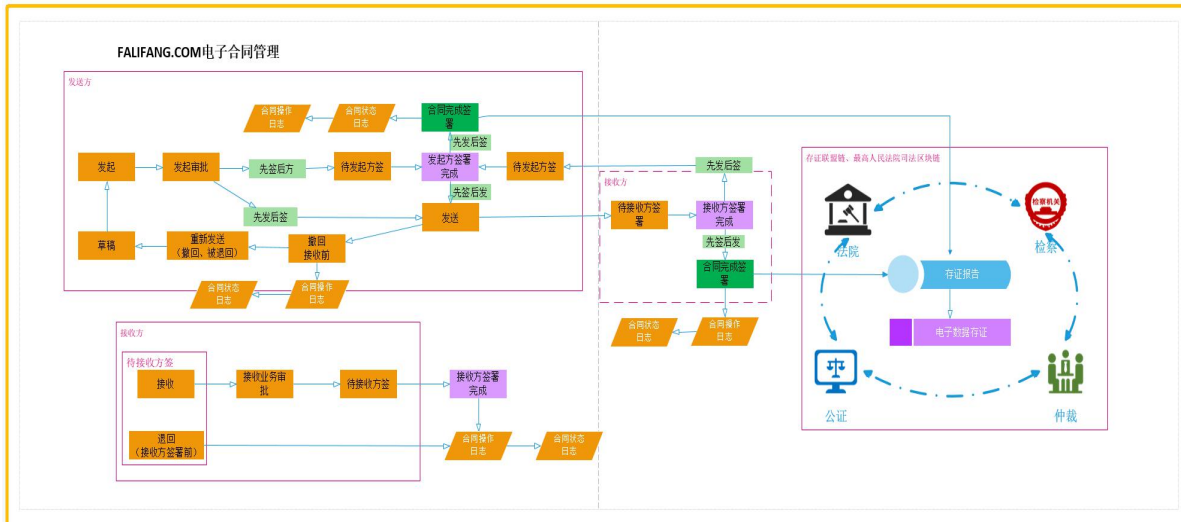 FALIFANG.COM电子合同管理
发送方
合同操作
日志
合同状态
日志
合同完成签
署
先发后签
发起
发起审批
先签后方
待发起方签
发起方签署
完成
待发起方签
先签后发
先发后签
发送
草稿
重新发送
（撤回、被退回）
撤回
接收前
合同状态
日志
合同操作
日志
先发后签
接收方
待接收方签
署
接收方签署
完成
先签后发
合同完成签
署
合同状态
日志
合同操作
日志
存证联盟链、最高人民法院司法区块链
法院
检察机关
检察
存证报告
电子数据存证
公证
仲裁
接收方
待接收方签
接收
接收业务审
批
待接收方签
接收方签署
完成
退回
（接收方签署前）
合同操作
日志
合同状态
日志